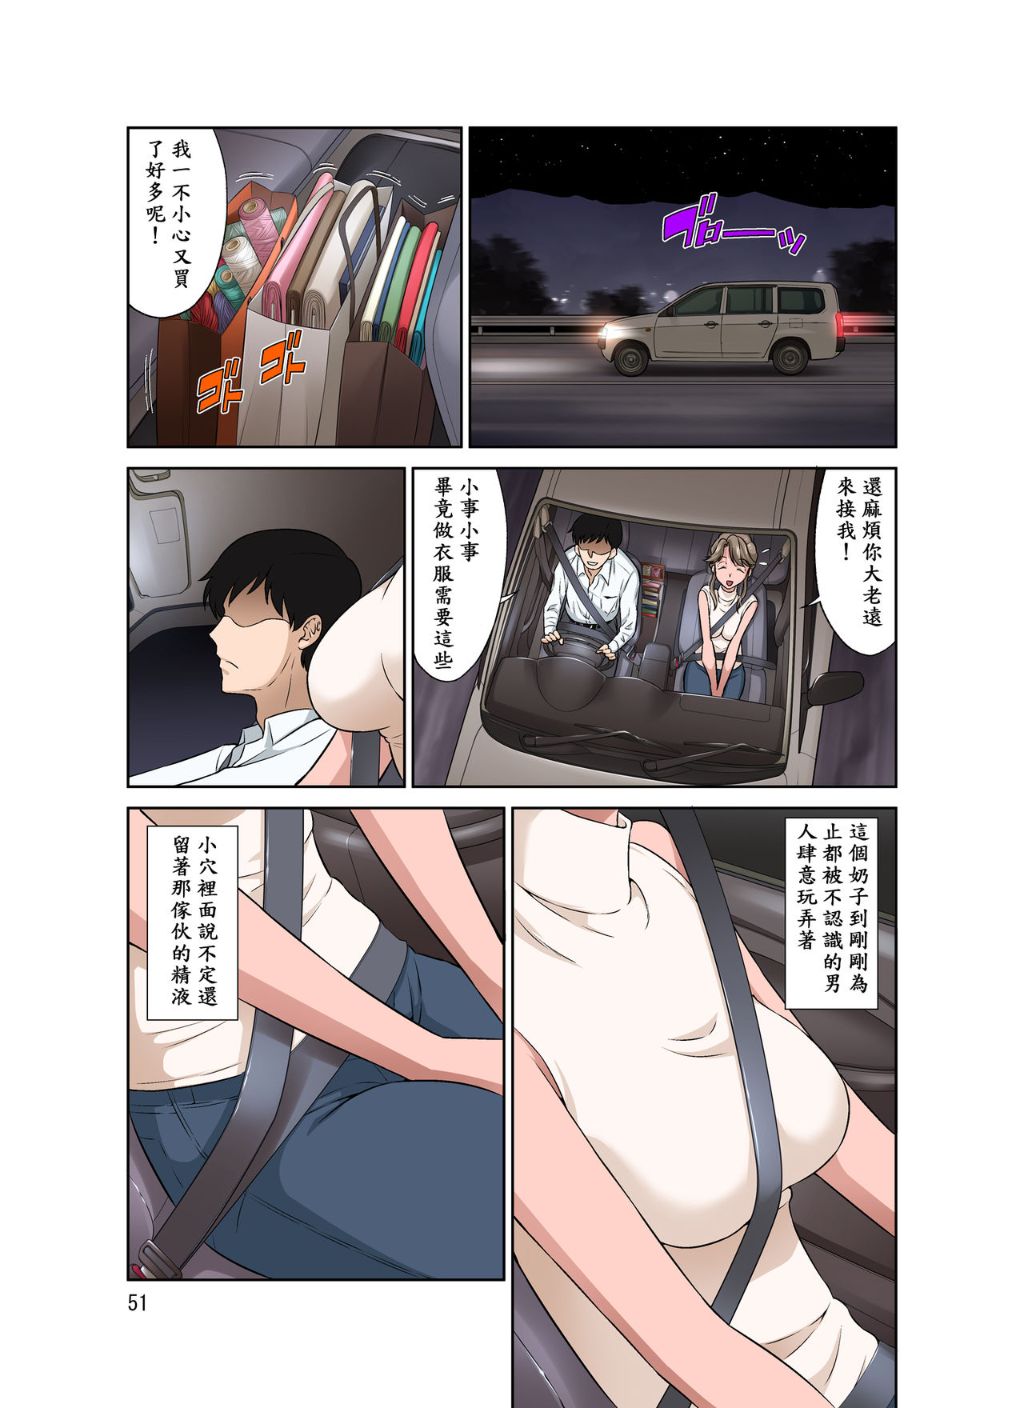 ブロローーッ
我一不小心又買
了好多呢！
ゴト
ゴト
還麻煩你大老遠
來接我！
小事小事
畢竟做衣服需要這些
這個奶子到剛剛為
止都被不認識的男
人肆意玩弄著
小穴裡面說不定還
留著那傢伙的精液
51